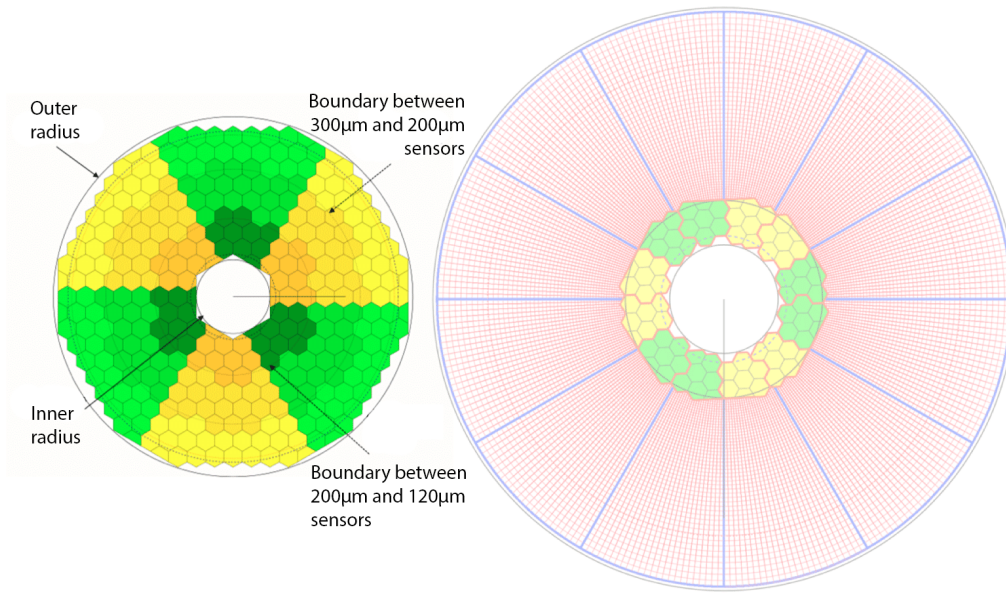 Outer
radius
Boundary between
300μm and 200μm
sensors
Inner
radius
Boundary between
200μm and 120μm
sensors